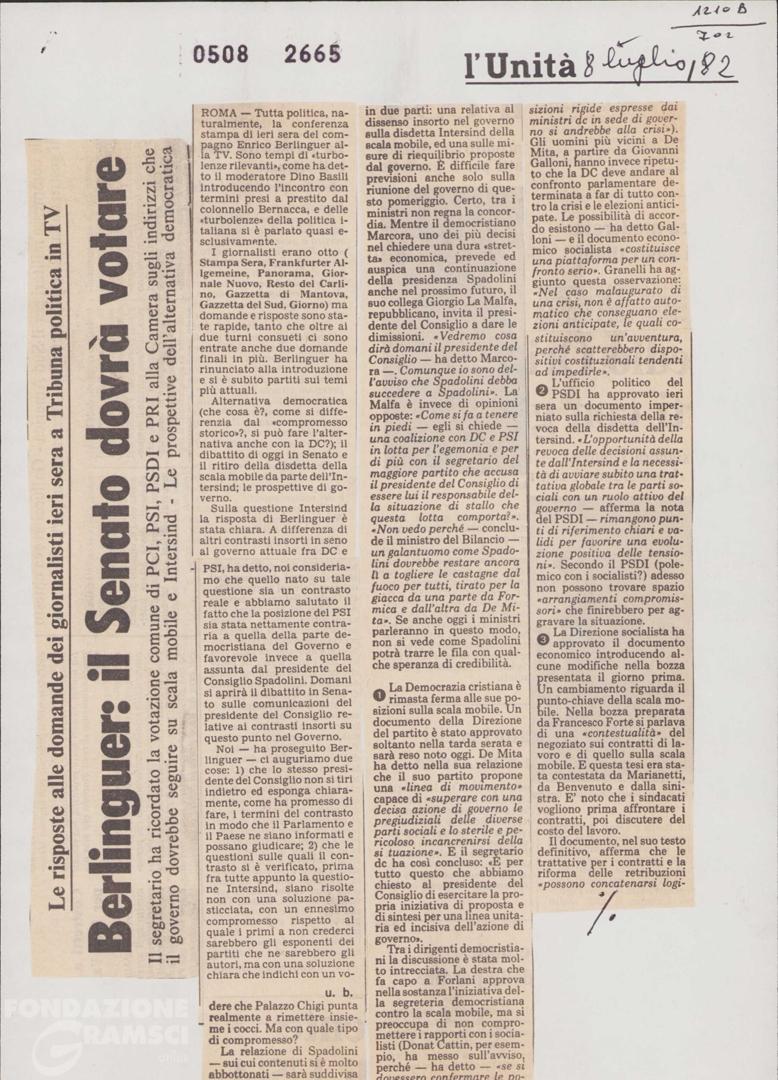 1210 B
702
0508 2665
l'Unità 8 luglio, 82
Le risposte alle domande dei giornalisti ieri sera a Tribuna politica in TV
Berlinguer: il Senato dovrà votare
Il segretario ha ricordato la votazione comune di PCI, PSI, PSDI e PRI alla Camera sugli indirizzi che
il governo dovrebbe seguire su scala mobile e Intersind - Le prospettive dell'alternativa democratica
ROMA — Tutta politica, na-
turalmente, la conferenza
stampa di ieri sera del com-
pagno Enrico Berlinguer al-
la TV. Sono tempi di «turbo-
lenze rilevanti», come ha det-
to il moderatore Dino Basili
introducendo l'incontro con
termini presi a prestito dal
colonnello Bernacca, e delle
«turbolenze» della politica i-
taliana si è parlato quasi e-
sclusivamente.
I giornalisti erano otto (
Stampa Sera, Frankfurter Al-
lgemeine, Panorama, Gior-
nale Nuovo, Resto del Carli-
no, Gazzetta di Mantova,
Gazzetta del Sud, Giorno) ma
domande e risposte sono sta-
te rapide, tanto che oltre ai
due turni consueti ci sono
entrate anche due domande
finali in più. Berlinguer ha
rinunciato alla introduzione
e si è subito partiti sui temi
più attuali.
Alternativa democratica
(che cosa è?, come si diffe-
renzia dal «compromesso
storico»?, si può fare l'alter-
nativa anche con la DC?); il
dibattito di oggi in Senato e
il ritiro della disdetta della
scala mobile da parte dell'In-
tersind; le prospettive di go-
verno.
Sulla questione Intersind
la risposta di Berlinguer è
stata chiara. A differenza di
altri contrasti insorti in seno
al governo attuale fra DC e
PSI, ha detto, noi consideria-
mo che quello nato su tale
questione sia un contrasto
reale e abbiamo salutato il
fatto che la posizione del PSI
sia stata nettamente contra-
ria a quella della parte de-
mocristiana del Governo e
favorevole invece a quella
assunta dal presidente del
Consiglio Spadolini. Domani
si aprirà il dibattito in Sena-
to sulle comunicazioni del
presidente del Consiglio re-
lative ai contrasti insorti su
questo punto nel Governo.
Noi — ha proseguito Ber-
linguer — ci auguriamo due
cose: 1) che lo stesso presi-
dente del Consiglio non si tiri
indietro ed esponga chiara-
mente, come ha promesso di
fare, i termini del contrasto
in modo che il Parlamento e
il Paese ne siano informati e
possano giudicare; 2) che le
questioni sulle quali il con-
trasto si è verificato, prima
fra tutte appunto la questio-
ne Intersind, siano risolte
non con una soluzione pa-
sticciata, con un ennesimo
compromesso rispetto al
quale i primi a non crederci
sarebbero gli esponenti dei
partiti che ne sarebbero gli
autori, ma con una soluzione
chiara che indichi con un vo-
u. b.
dere che Palazzo Chigi punta
realmente a rimettere insie-
me i cocci. Ma con quale tipo
di compromesso?
La relazione di Spadolini
— sui cui contenuti si è molto
abbottonati — sarà suddivisa
in due parti: una relativa al
dissenso insorto nel governo
sulla disdetta Intersind della
scala mobile, ed una sulle mi-
sure di riequilibrio proposte
dal governo. È difficile fare
previsioni anche solo sulla
riunione del governo di que-
sto pomeriggio. Certo, tra i
ministri non regna la concor-
dia. Mentre il democristiano
Marcora, uno dei più decisi
nel chiedere una dura «stret-
ta» economica, prevede ed
auspica una continuazione
della presidenza Spadolini
anche nel prossimo futuro, il
suo collega Giorgio La Malfa,
repubblicano, invita il presi-
dente del Consiglio a dare le
dimissioni. «Vedremo cosa
dirà domani il presidente del
Consiglio — ha detto Marco-
ra —. Comunque io sono del-
l'avviso che Spadolini debba
succedere a Spadolini». La
Malfa è invece di opinioni
opposte: «Come si fa a tenere
in piedi — egli si chiede —
una coalizione con DC e PSI
in lotta per l'egemonia e per
di più con il segretario del
maggiore partito che accusa
il presidente del Consiglio di
essere lui il responsabile del-
la situazione di stallo che
questa lotta comporta?».
«Non vedo perché — conclu-
de il ministro del Bilancio —
un galantuomo come Spado-
lini dovrebbe restare ancora
lì a togliere le castagne dal
fuoco per tutti, tirato per la
giacca da una parte da For-
mica e dall'altra da De Mi-
ta». Se anche oggi i ministri
parleranno in questo modo,
non si vede come Spadolini
potrà trarre le fila con qual-
che speranza di credibilità.
1 La Democrazia cristiana è
rimasta ferma alle sue po-
sizioni sulla scala mobile. Un
documento della Direzione
del partito è stato approvato
soltanto nella tarda serata e
sarà reso noto oggi. De Mita
ha detto nella sua relazione
che il suo partito propone
una «linea di movimento»
capace di «superare con una
decisa azione di governo le
pregiudiziali delle diverse
parti sociali e lo sterile e pe-
ricoloso incancrenirsi della
si tuazione». E il segretario
dc ha così concluso: «È per
tutto questo che abbiamo
chiesto al presidente del
Consiglio di esercitare la pro-
pria iniziativa di proposta e
di sintesi per una linea unita-
ria ed incisiva dell'azione di
governo».
Tra i dirigenti democristia-
ni la discussione è stata mol-
to intrecciata. La destra che
fa capo a Forlani approva
nella sostanza l'iniziativa del-
la segreteria democristiana
contro la scala mobile, ma si
preoccupa di non compro-
mettere i rapporti con i so-
cialisti (Donat Cattin, per esem-
pio, ha messo sull'avviso,
perché — ha detto — «se si
dovessero confermare le po-
sizioni rigide espresse dai
ministri dc in sede di gover-
no si andrebbe alla crisi»).
Gli uomini più vicini a De
Mita, a partire da Giovanni
Galloni, hanno invece ripetu-
to che la DC deve andare al
confronto parlamentare de-
terminata a far di tutto con-
tro la crisi e le elezioni antici-
pate. Le possibilità di accor-
do esistono — ha detto Gal-
loni — e il documento econo-
mico socialista «costituisce
una piattaforma per un con-
fronto serio». Granelli ha ag-
giunto questa osservazione:
«Nel caso malaugurato di
una crisi, non è affatto auto-
matico che conseguano ele-
zioni anticipate, le quali co-
stituiscono un'avventura,
perché scatterebbero dispo-
sitivi costituzionali tendenti
ad impedirle».
2 L'ufficio politico del
PSDI ha approvato ieri
sera un documento imper-
niato sulla richiesta della re-
voca della disdetta dell'In-
tersind. «L'opportunità della
revoca delle decisioni assun-
te dall'Intersind e la necessi-
tà di avviare subito una trat-
tativa globale tra le parti so-
ciali con un ruolo attivo del
governo — afferma la nota
del PSDI — rimangono pun-
ti di riferimento chiari e va-
lidi per favorire una evolu-
zione positiva delle tensio-
ni». Secondo il PSDI (pole-
mico con i socialisti?) adesso
non possono trovare spazio
«arrangiamenti compromis-
sori» che finirebbero per ag-
gravare la situazione.
3 La Direzione socialista ha
approvato il documento
economico introducendo al-
cune modifiche nella bozza
presentata il giorno prima.
Un cambiamento riguarda il
punto-chiave della scala mo-
bile. Nella bozza preparata
da Francesco Forte si parlava
di una «contestualità» del
negoziato sui contratti di la-
voro e di quello sulla scala
mobile. E questa tesi era sta-
ta contestata da Marianetti,
da Benvenuto e dalla sini-
stra. E' noto che i sindacati
vogliono prima affrontare i
contratti, poi discutere del
costo del lavoro.
Il documento, nel suo testo
definitivo, afferma che le
trattative per i contratti e la
riforma delle retribuzioni
«possono concatenarsi logi-
%
FONDAZIONE
GRAMSCI